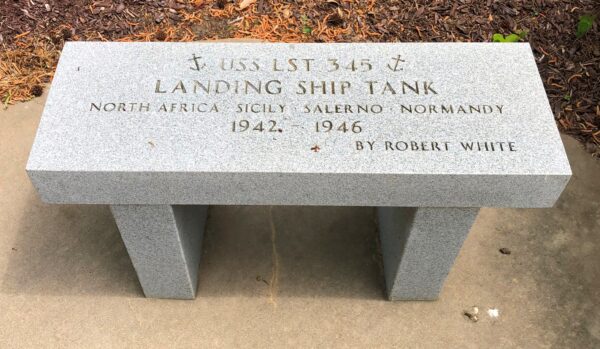 USS LST 345
LANDING SHIP TANK
NORTH AFRICA · SICILY · SALERNO · NORMANDY
1942 - 1946
BY ROBERT WHITE